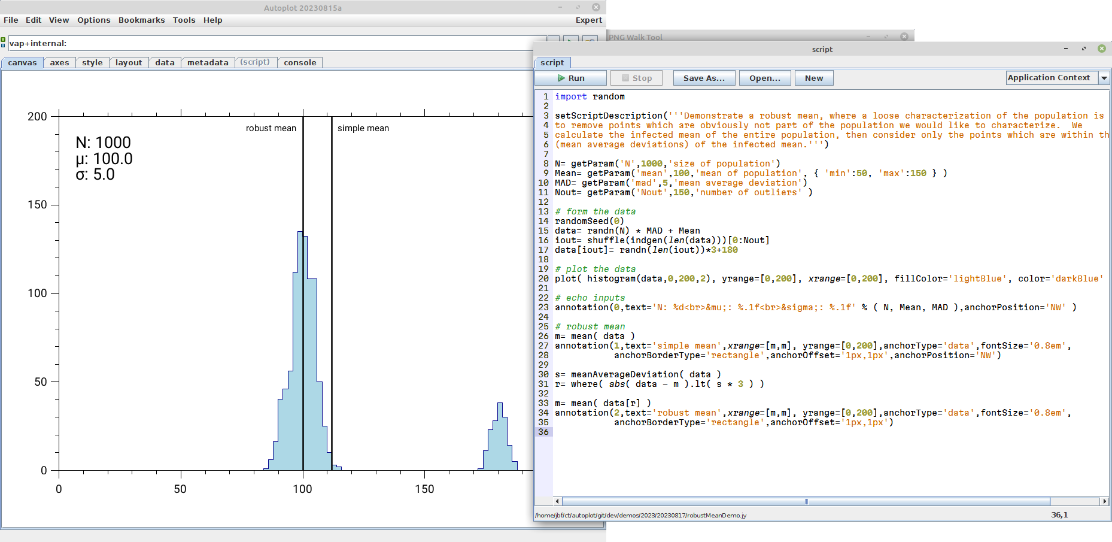 Autoplot 20230815a
File Edit View Options Bookmarks Tools Help
Expert
vap+internal:
canvas axes style layout data metadata (script) console
200
150
100
50
0
0
50
100
150
N: 1000
μ: 100.0
σ: 5.0
robust mean
simple mean
PNG Walk Tool
script
script
Run Stop Save As... Open... New
Application Context
1 import random
2
3 setScriptDescription('''Demonstrate a robust mean, where a loose characterization of the population is
4 to remove points which are obviously not part of the population we would like to characterize. We
5 calculate the infected mean of the entire population, then consider only the points which are within th
6 (mean average deviations) of the infected mean.''')
7
8 N= getParam('N',1000,'size of population')
9 Mean= getParam('mean',100,'mean of population', { 'min':50, 'max':150 } )
10 MAD= getParam('mad',5,'mean average deviation')
11 Nout= getParam('Nout',150,'number of outliers' )
12
13 # form the data
14 randomSeed(0)
15 data= randn(N) * MAD + Mean
16 iout= shuffle(indgen(len(data)))[0:Nout]
17 data[iout]= randn(len(iout))*3+180
18
19 # plot the data
20 plot( histogram(data,0,200,2), yrange=[0,200], xrange=[0,200], fillColor='lightBlue', color='darkBlue'
21
22 # echo inputs
23 annotation(0,text='N: %d<br>&mu;: %.1f<br>&sigma;: %.1f' % ( N, Mean, MAD ),anchorPosition='NW' )
24
25 # robust mean
26 m= mean( data )
27 annotation(1,text='simple mean',xrange=[m,m], yrange=[0,200],anchorType='data',fontSize='0.8em',
28 anchorBorderType='rectangle',anchorOffset='1px,1px',anchorPosition='NW')
29
30 s= meanAverageDeviation( data )
31 r= where( abs( data - m ).lt( s * 3 ) )
32
33 m= mean( data[r] )
34 annotation(2,text='robust mean',xrange=[m,m], yrange=[0,200],anchorType='data',fontSize='0.8em',
35 anchorBorderType='rectangle',anchorOffset='1px,1px')
36
/home/jbf/ct/autoplot/git/dev/demos/2023/20230817/robustMeanDemo.jy
36,1